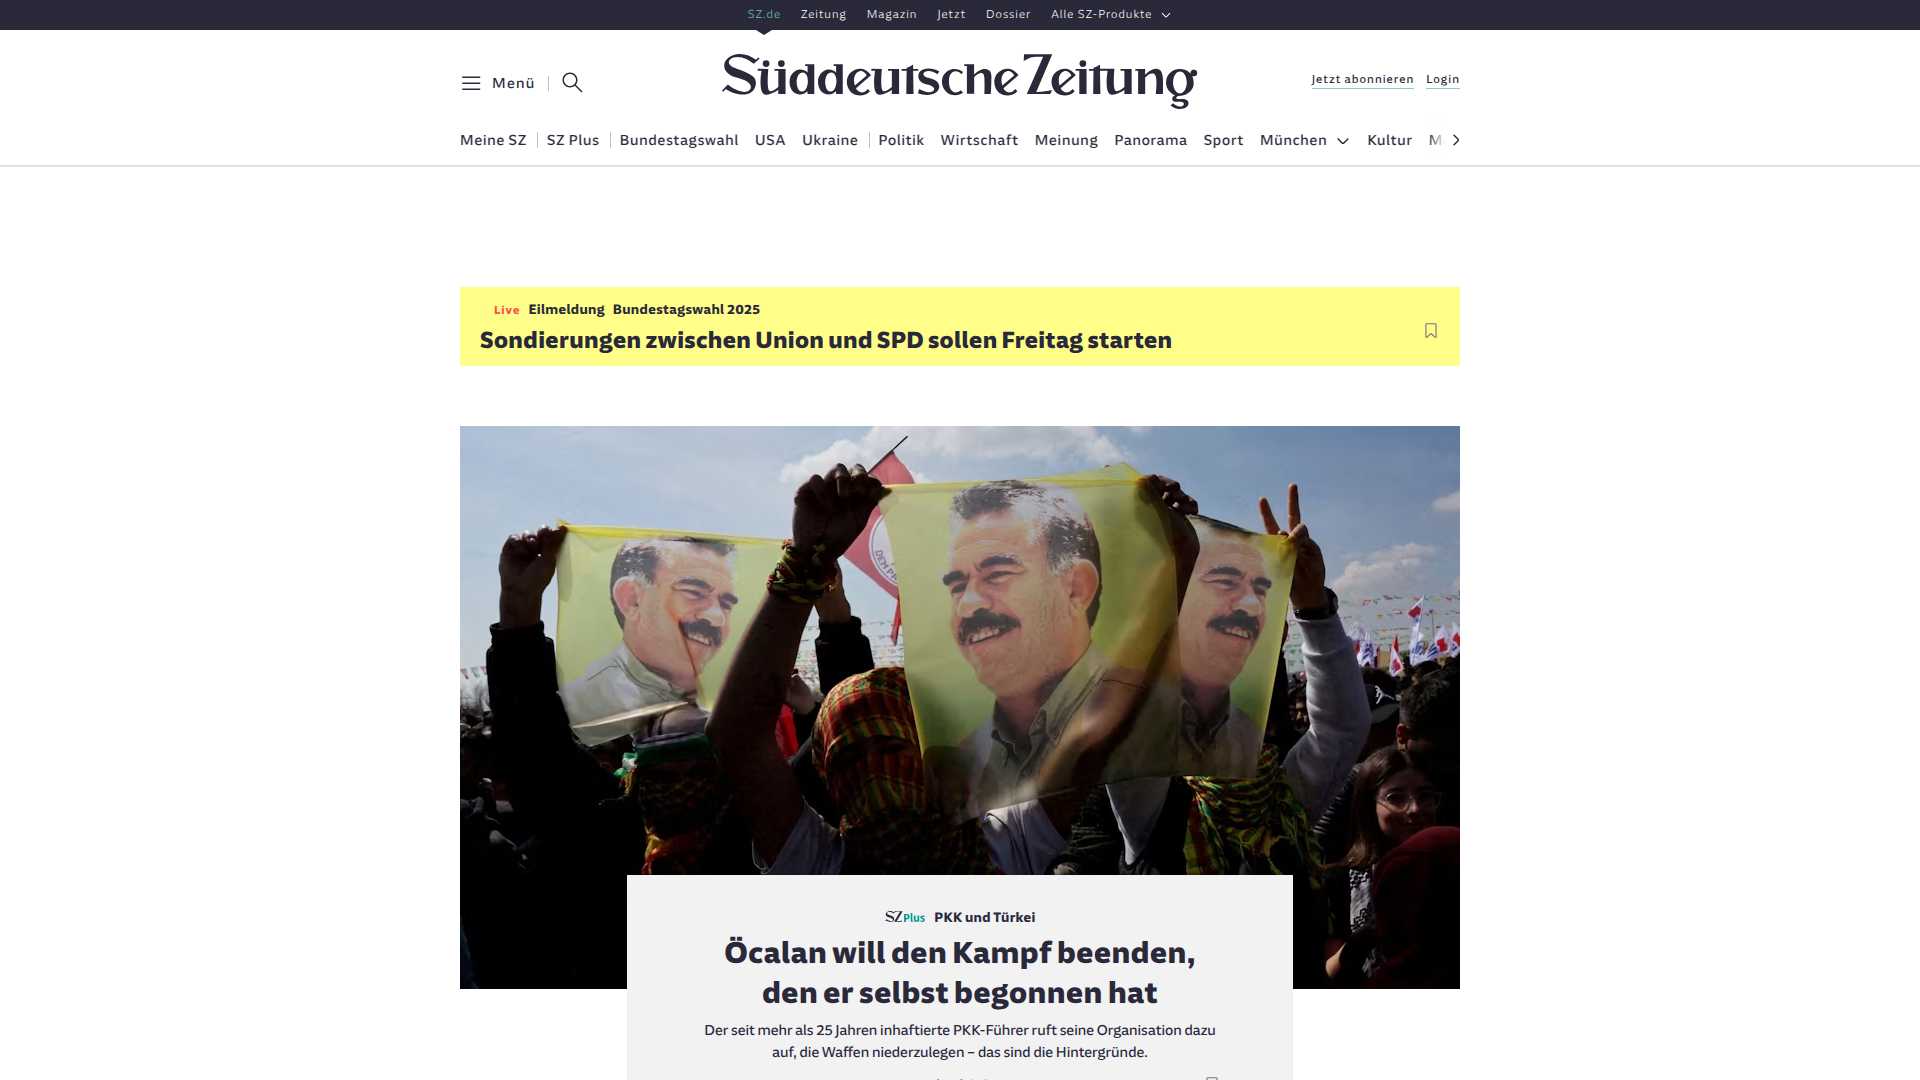 SZ.de Zeitung Magazin Jetzt Dossier Alle SZ-Produkte
Menü
Süddeutsche Zeitung
Jetzt abonnieren Login
Meine SZ SZ Plus Bundestagswahl USA Ukraine Politik Wirtschaft Meinung Panorama Sport München Kultur M
Live Eilmeldung Bundestagswahl 2025
Sondierungen zwischen Union und SPD sollen Freitag starten
SZ Plus PKK und Türkei
Öcalan will den Kampf beenden,
den er selbst begonnen hat
Der seit mehr als 25 Jahren inhaftierte PKK-Führer ruft seine Organisation dazu
auf, die Waffen niederzulegen – das sind die Hintergründe.